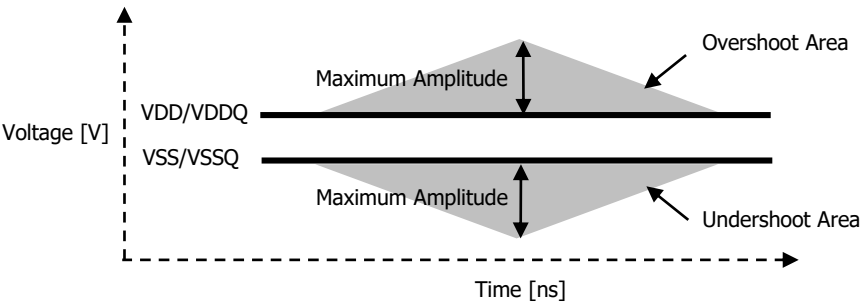 Overshoot Area
Maximum Amplitude
VDD/VDDQ
Voltage [V]
VSS/VSSQ
Maximum Amplitude
Undershoot Area
Time [ns]